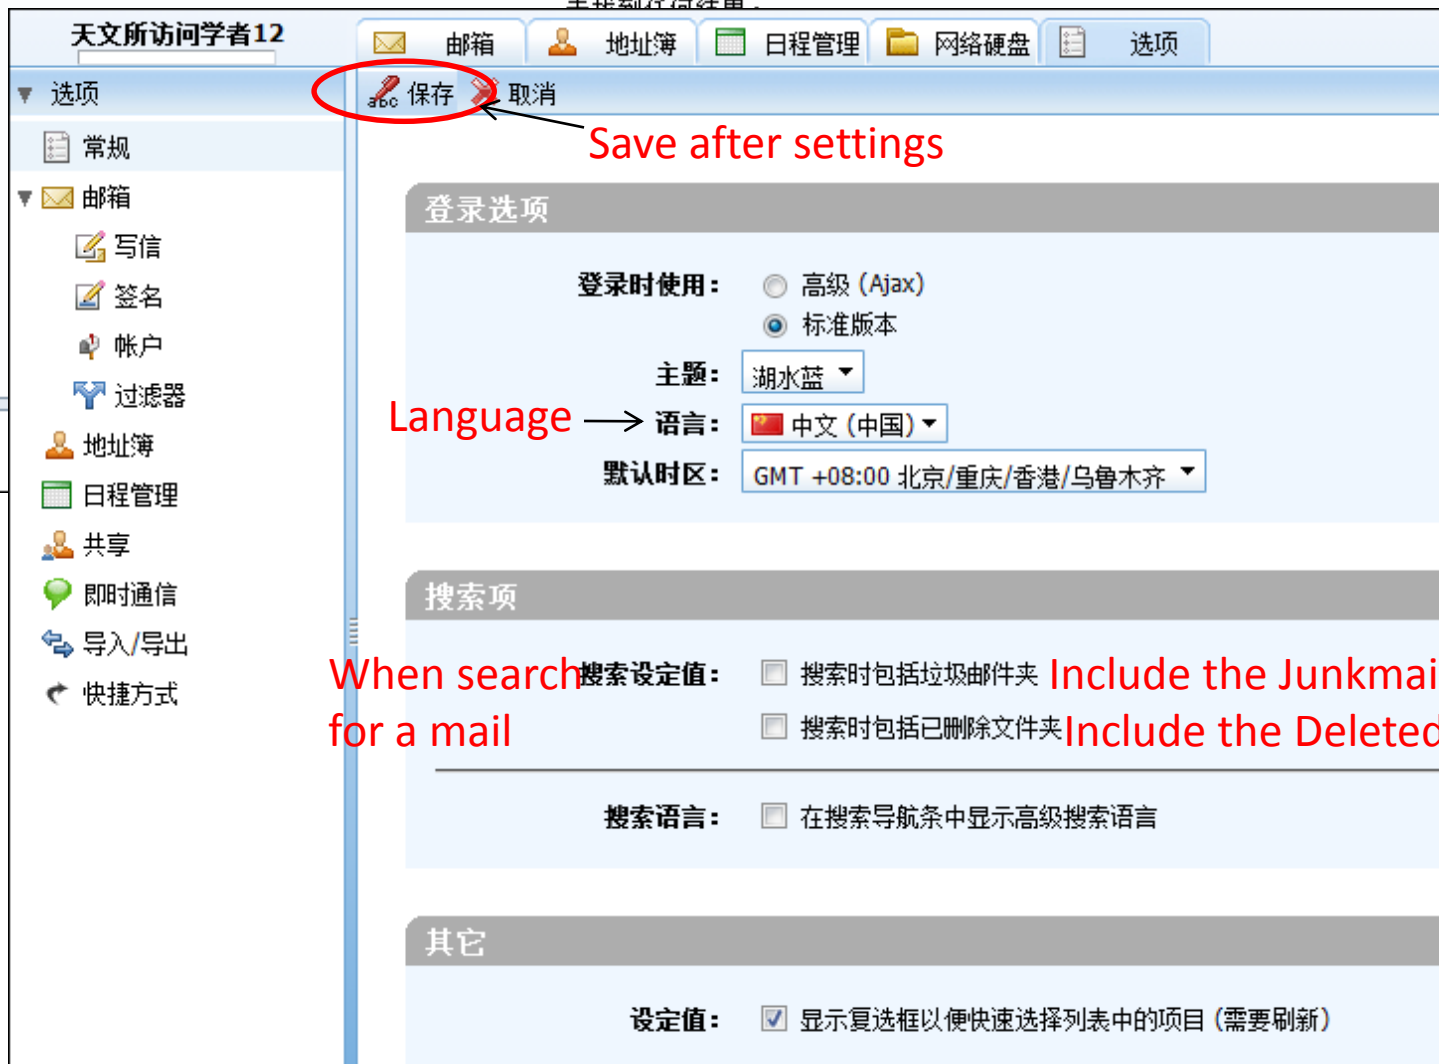 天文所访问学者12
邮箱 地址簿 日程管理 网络硬盘 选项
选项
保存 取消
Save after settings
常规
邮箱
写信
签名
帐户
过滤器
地址簿
日程管理
共享
即时通信
导入/导出
快捷方式
登录选项
登录时使用： 高级 (Ajax)
标准版本
主题： 湖水蓝
Language 语言： 中文 (中国)
默认时区： GMT +08:00 北京/重庆/香港/乌鲁木齐
搜索项
When search
for a mail
搜索设定值： 搜索时包括垃圾邮件夹 Include the Junkmai
搜索时包括已删除文件夹 Include the Deleted
搜索语言： 在搜索导航条中显示高级搜索语言
其它
设定值： 显示复选框以便快速选择列表中的项目 (需要刷新)